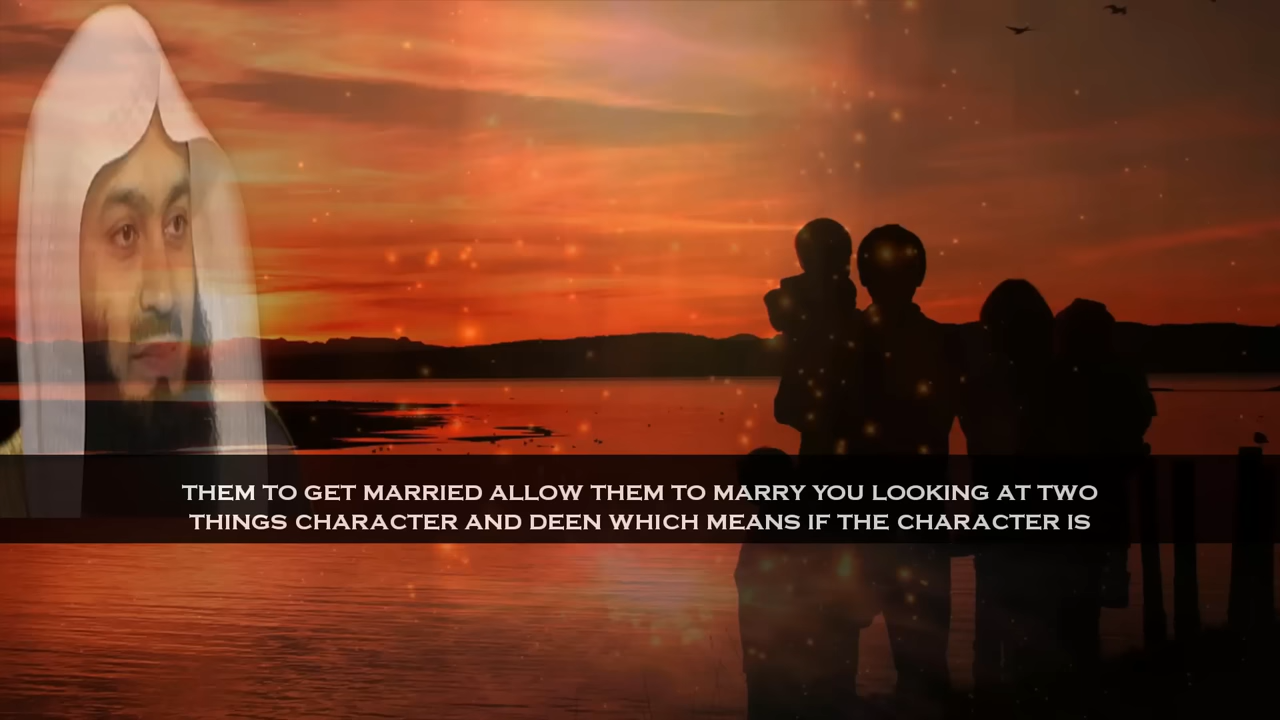 THEM TO GET MARRIED ALLOW THEM TO MARRY YOU LOOKING AT TWO
THINGS CHARACTER AND DEEN WHICH MEANS IF THE CHARACTER IS